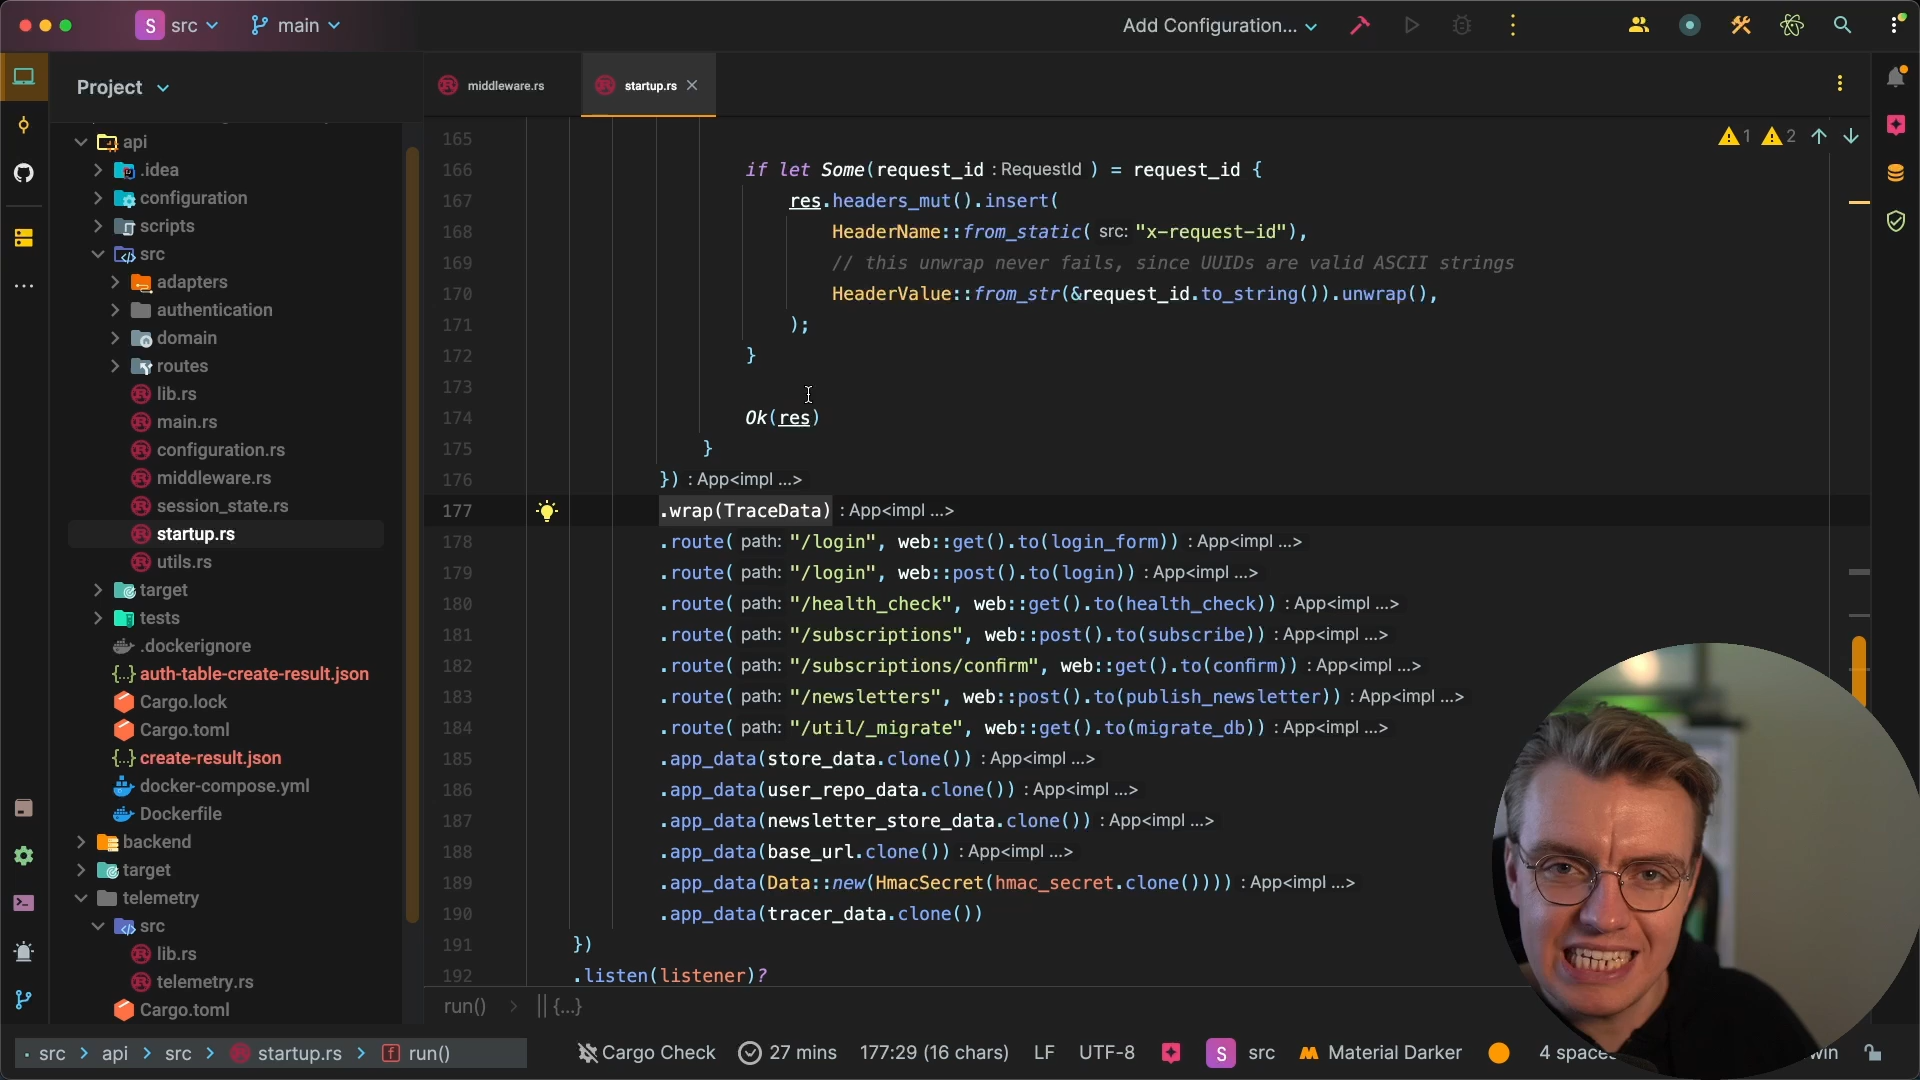 S src main Add Configuration...
Project
middleware.rs
startup.rs
api
.idea
configuration
scripts
src
adapters
authentication
domain
routes
lib.rs
main.rs
configuration.rs
middleware.rs
session_state.rs
startup.rs
utils.rs
target
tests
.dockerignore
auth-table-create-result.json
Cargo.lock
Cargo.toml
create-result.json
docker-compose.yml
Dockerfile
backend
target
telemetry
src
lib.rs
telemetry.rs
Cargo.toml
1 2
165
166 if let Some(request_id : RequestId ) = request_id {
167 res.headers_mut().insert(
168 HeaderName::from_static( src: "x-request-id"),
169 // this unwrap never fails, since UUIDs are valid ASCII strings
170 HeaderValue::from_str(&request_id.to_string()).unwrap(),
171 );
172 }
173
174 Ok(res)
175 }
176 }) : App<impl ...>
177 .wrap(TraceData) : App<impl ...>
178 .route( path: "/login", web::get().to(login_form)) : App<impl ...>
179 .route( path: "/login", web::post().to(login)) : App<impl ...>
180 .route( path: "/health_check", web::get().to(health_check)) : App<impl ...>
181 .route( path: "/subscriptions", web::post().to(subscribe)) : App<impl ...>
182 .route( path: "/subscriptions/confirm", web::get().to(confirm)) : App<impl ...>
183 .route( path: "/newsletters", web::post().to(publish_newsletter)) : App<impl ...>
184 .route( path: "/util/_migrate", web::get().to(migrate_db)) : App<impl ...>
185 .app_data(store_data.clone()) : App<impl ...>
186 .app_data(user_repo_data.clone()) : App<impl ...>
187 .app_data(newsletter_store_data.clone()) : App<impl ...>
188 .app_data(base_url.clone()) : App<impl ...>
189 .app_data(Data::new(HmacSecret(hmac_secret.clone()))) : App<impl ...>
190 .app_data(tracer_data.clone())
191 })
192 .listen(listener)?
run() > || {...}
src > api > src > startup.rs > f run()
Cargo Check 27 mins 177:29 (16 chars) LF UTF-8 S src Material Darker 4 spaces